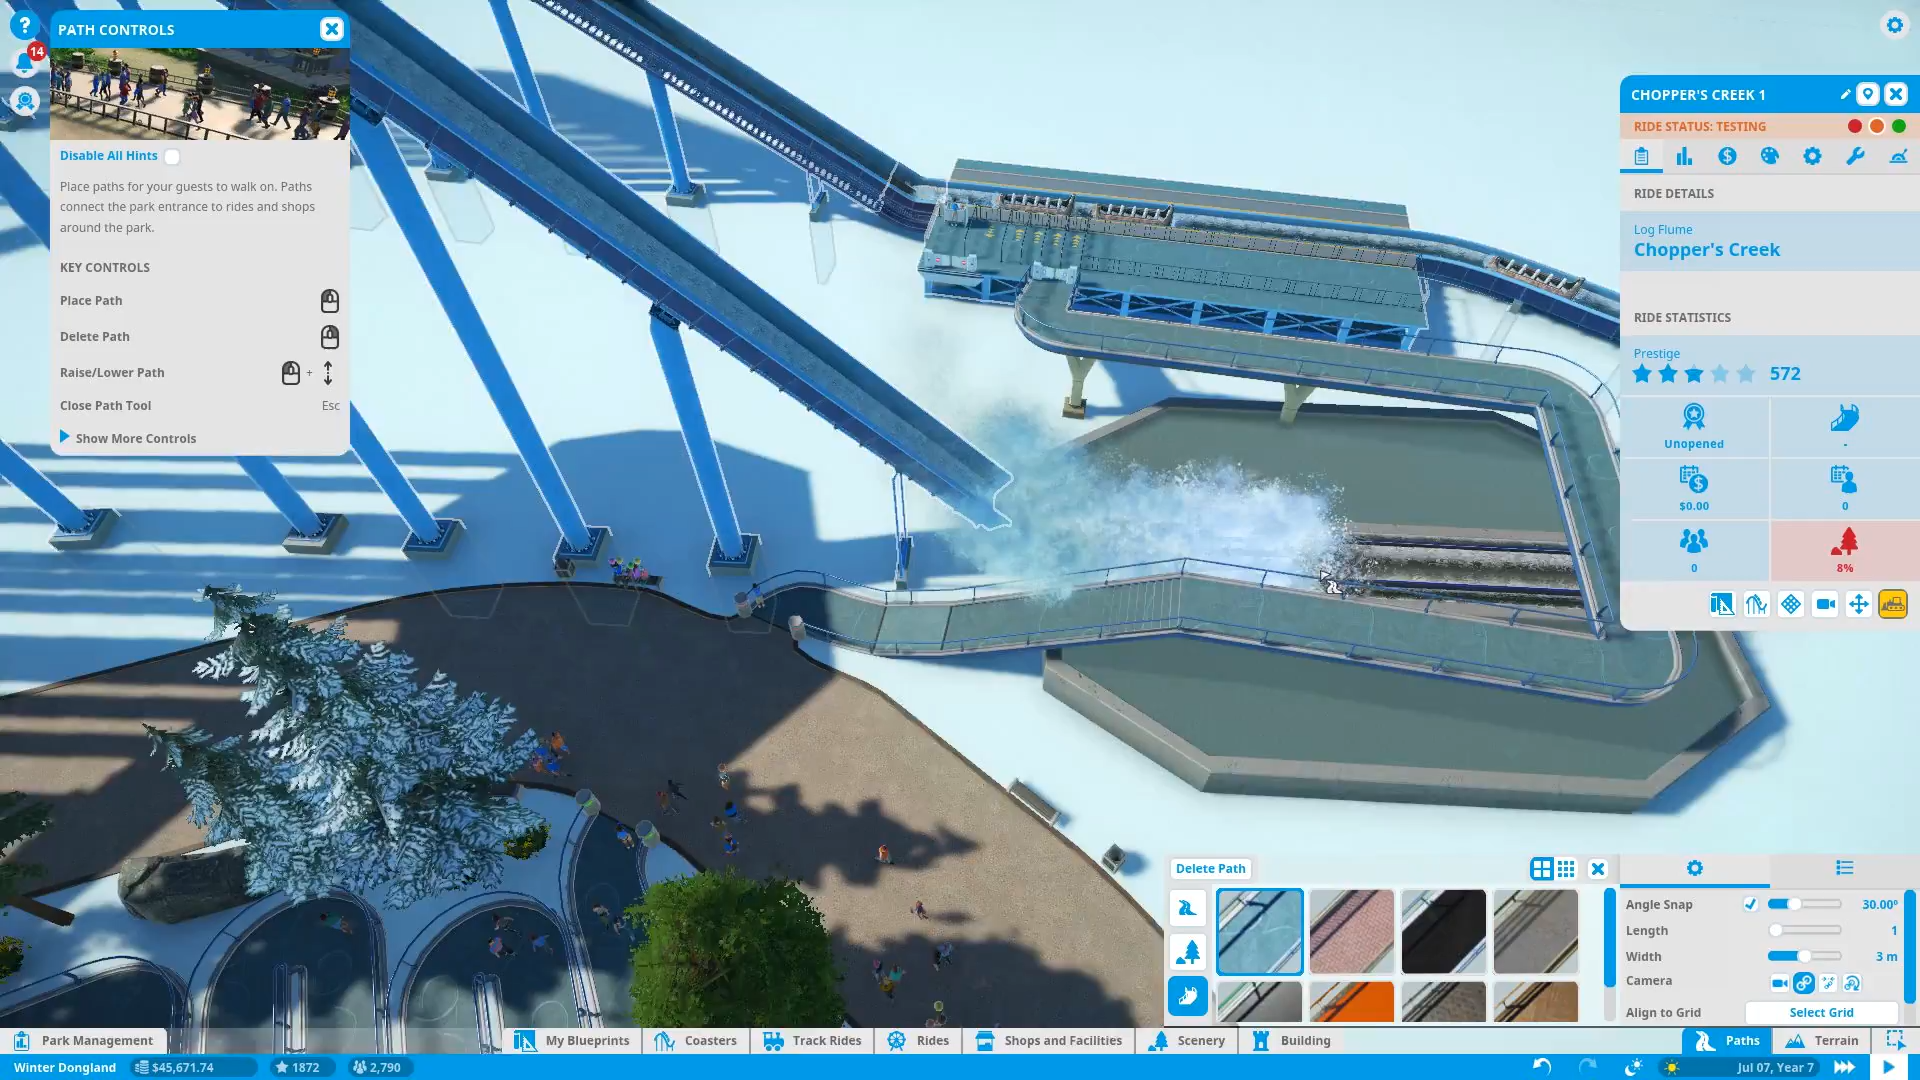 ?
14
PATH CONTROLS
Disable All Hints
Place paths for your guests to walk on. Paths
connect the park entrance to rides and shops
around the park.
KEY CONTROLS
Place Path
Delete Path
Raise/Lower Path
+
Close Path Tool Esc
Show More Controls
CHOPPER'S CREEK 1
RIDE STATUS: TESTING
RIDE DETAILS
Log Flume
Chopper's Creek
RIDE STATISTICS
Prestige
572
Unopened -
$0.00 0
0 8%
Delete Path
Angle Snap 30.00°
Length 1
Width 3 m
Camera
Align to Grid Select Grid
Park Management My Blueprints Coasters Track Rides Rides Shops and Facilities Scenery Building Paths Terrain
Winter Dongland $45,671.74 1872 2,790 Jul 07, Year 7